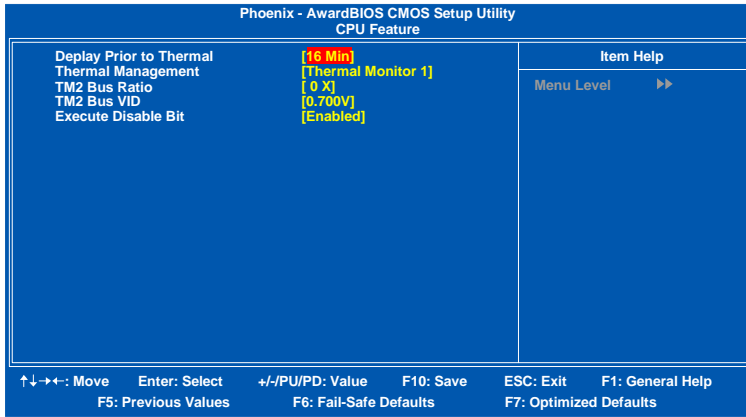 Phoenix - AwardBIOS CMOS Setup Utility
CPU Feature
Deplay Prior to Thermal [16 Min]
Thermal Management [Thermal Monitor 1]
TM2 Bus Ratio [ 0 X]
TM2 Bus VID [0.700V]
Execute Disable Bit [Enabled]
Item Help
Menu Level ▶▶
↑↓→←: Move Enter: Select +/-/PU/PD: Value F10: Save ESC: Exit F1: General Help
F5: Previous Values F6: Fail-Safe Defaults F7: Optimized Defaults